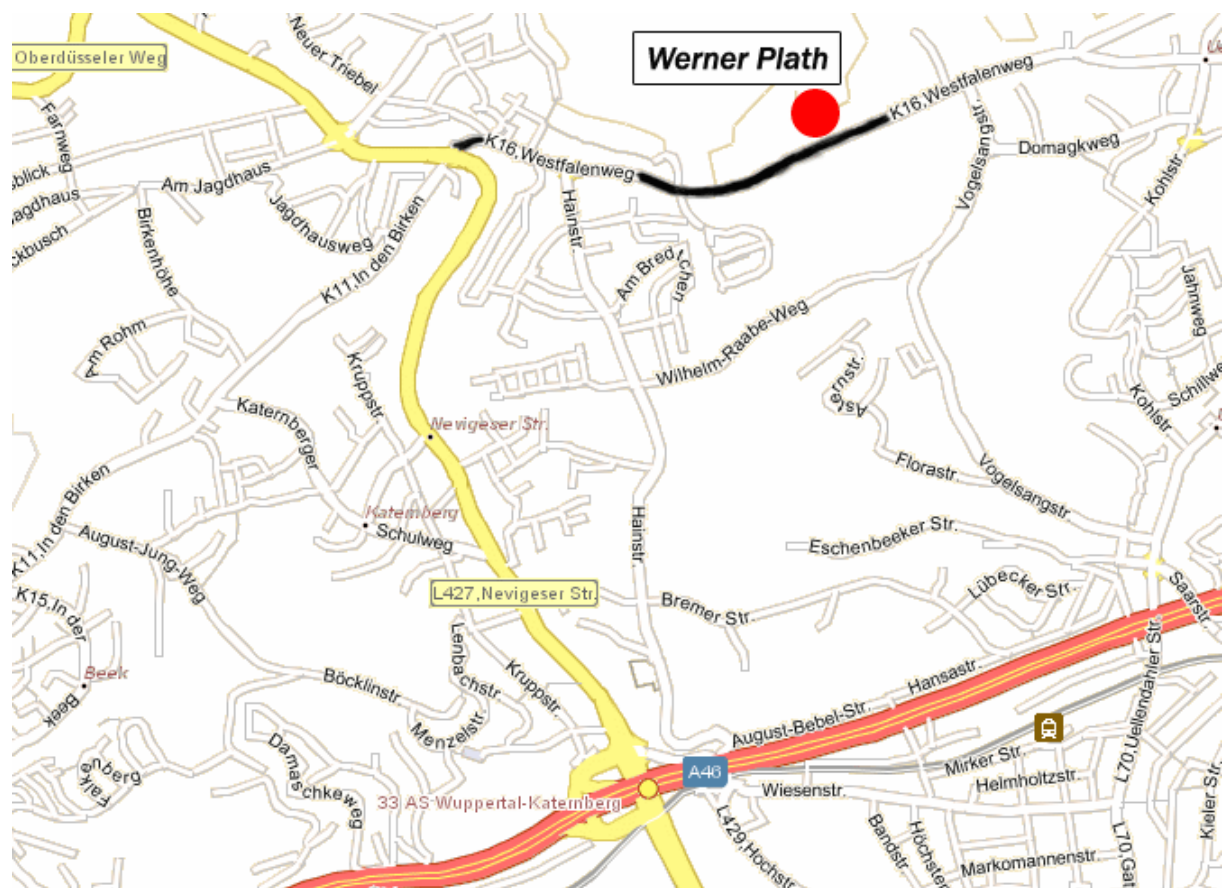 Oberdüsseler Weg
Neuer Triebel
Werner Plath
K16,Westfalenweg
Farnweg
K16,Westfalenweg
Domagkweg
Vogelsangstr.
Kohlstr.
Am Jagdhaus
Jagdhausweg
Birkenhöhe
K11,In den Birken
Hainstr.
Am Bred
chen
Jahnweg
Am Rohm
Kruppstr.
Wilhelm-Raabe-Weg
Asternstr.
Kohlstr.
Katernberger
Nevigeser Str.
Florastr.
Vogelsangstr.
Katernberg
Schulweg
K11,In den Birken
August-Jung-Weg
Hainstr.
Eschenbeeker Str.
Lübecker Str.
Saarstr.
K15,In der
Beek
Beek
L427,Nevigeser Str.
Bremer Str.
Lenbachstr.
Kruppstr.
Böcklinstr.
Menzelstr.
Hansastr.
August-Bebel-Str.
L70,Uellendahler Str.
Damaschkeweg
Falke
nberg
33 AS Wuppertal-Katernberg
A46
Mirker Str.
Helmholtzstr.
Wiesenstr.
L429,Hochstr.
Bandstr.
Markomannenstr.
Kieler Str.